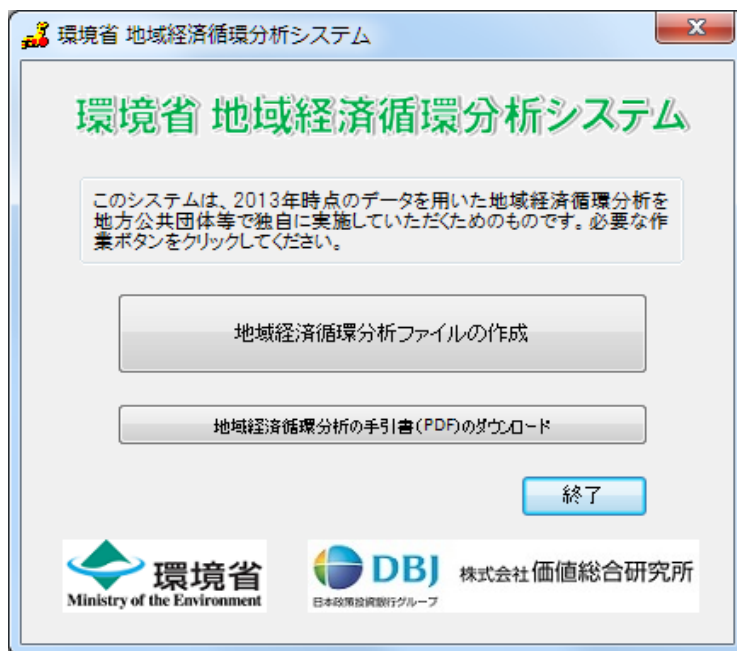 環境省 地域経済循環分析システム
環境省 地域経済循環分析システム
このシステムは、2013年時点のデータを用いた地域経済循環分析を
地方公共団体等で独自に実施していただくためのものです。必要な作
業ボタンをクリックしてください。
地域経済循環分析ファイルの作成
地域経済循環分析の手引書(PDF)のダウンロード
終了
環境省
Ministry of the Environment
DBJ
日本政策投資銀行グループ
株式会社価値総合研究所